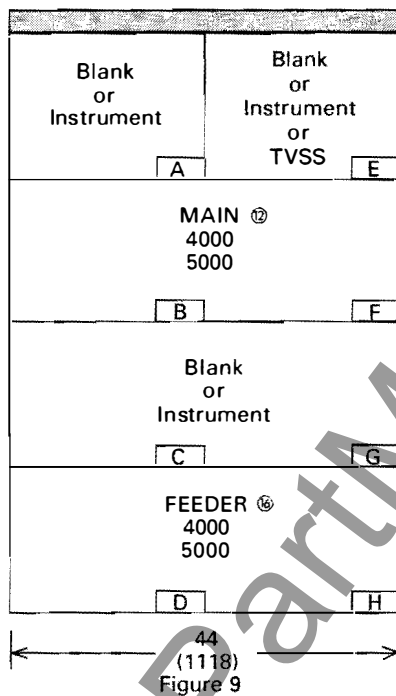 Blank
or
Instrument
A
Blank
or
Instrument
or
TVSS
E
MAIN ⑫
4000
5000
B
F
Blank
or
Instrument
C
G
FEEDER ⑯
4000
5000
D
H
44
(1118)
Figure 9
PartM